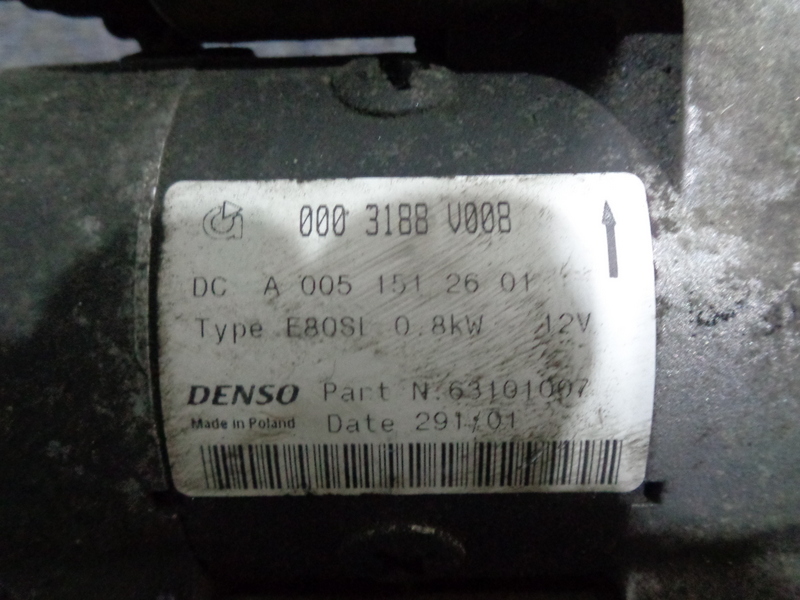 000 3188 V008
DC A 005 151 26 01
Type E80SL 0.8kW 12V
DENSO Part N.63101007
Made in Poland Date 291/01